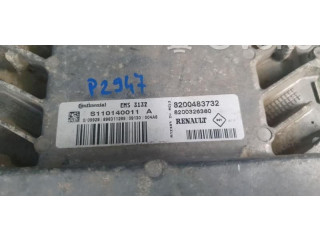 P2947
Continental EMS 3132
S110140011 A
8200483732
8200326380
RENAULT